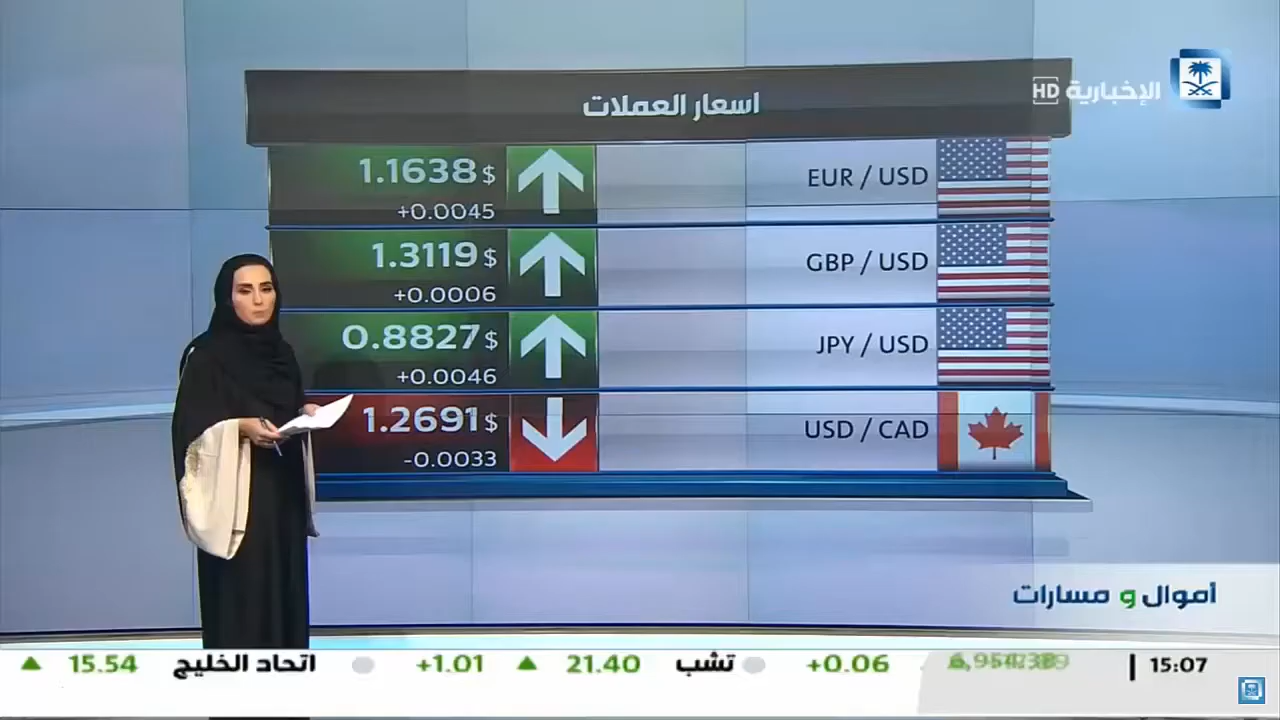 الإخبارية HD
اسعار العملات
EUR / USD 1.1638 $
+0.0045
GBP / USD 1.3119 $
+0.0006
JPY / USD 0.8827 $
+0.0046
USD / CAD 1.2691 $
-0.0033
أموال و مسارات
15:07 | +0.06 تشب 21.40 ▲ +1.01 اتحاد الخليج 15.54 ▲